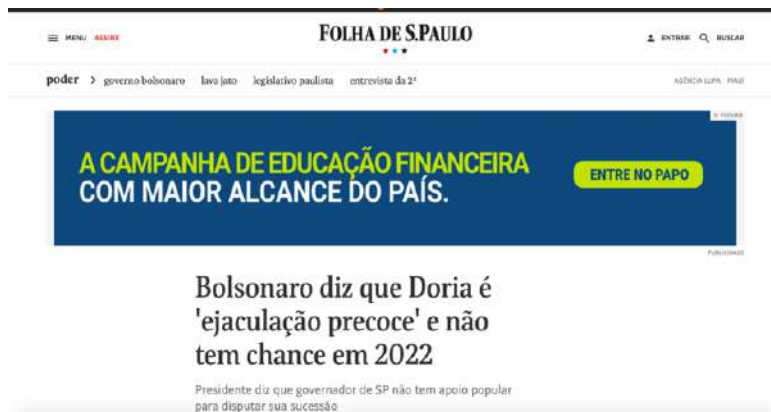 MENU ASSINE
FOLHA DE S.PAULO
ENTRAR BUSCAR
poder > governo bolsonaro lava jato legislativo paulista entrevista da 2ª
AGÊNCIA LUPA PIAUÍ
X FECHAR
A CAMPANHA DE EDUCAÇÃO FINANCEIRA
COM MAIOR ALCANCE DO PAÍS.
ENTRE NO PAPO
PUBLICIDADE
Bolsonaro diz que Doria é
'ejaculação precoce' e não
tem chance em 2022
Presidente diz que governador de SP não tem apoio popular
para disputar sua sucessão